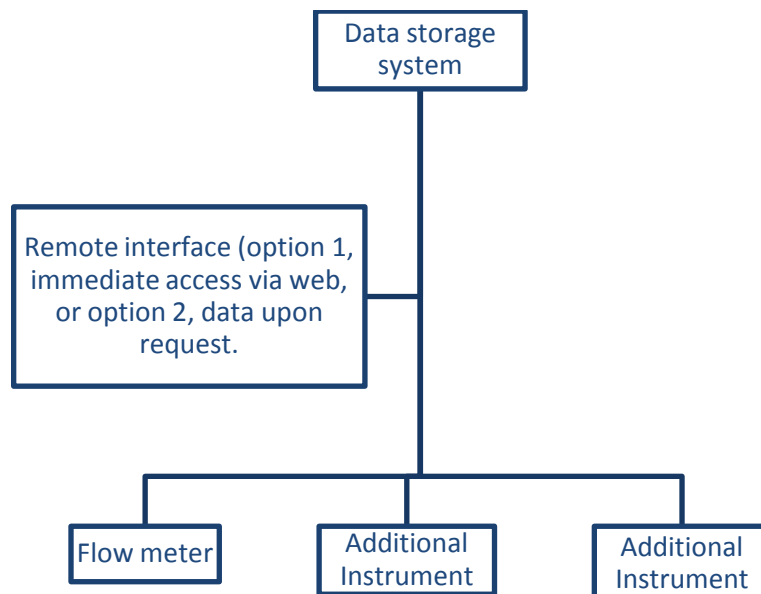 Data storage
system
Remote interface (option 1,
immediate access via web,
or option 2, data upon
request.
Flow meter
Additional
Instrument
Additional
Instrument